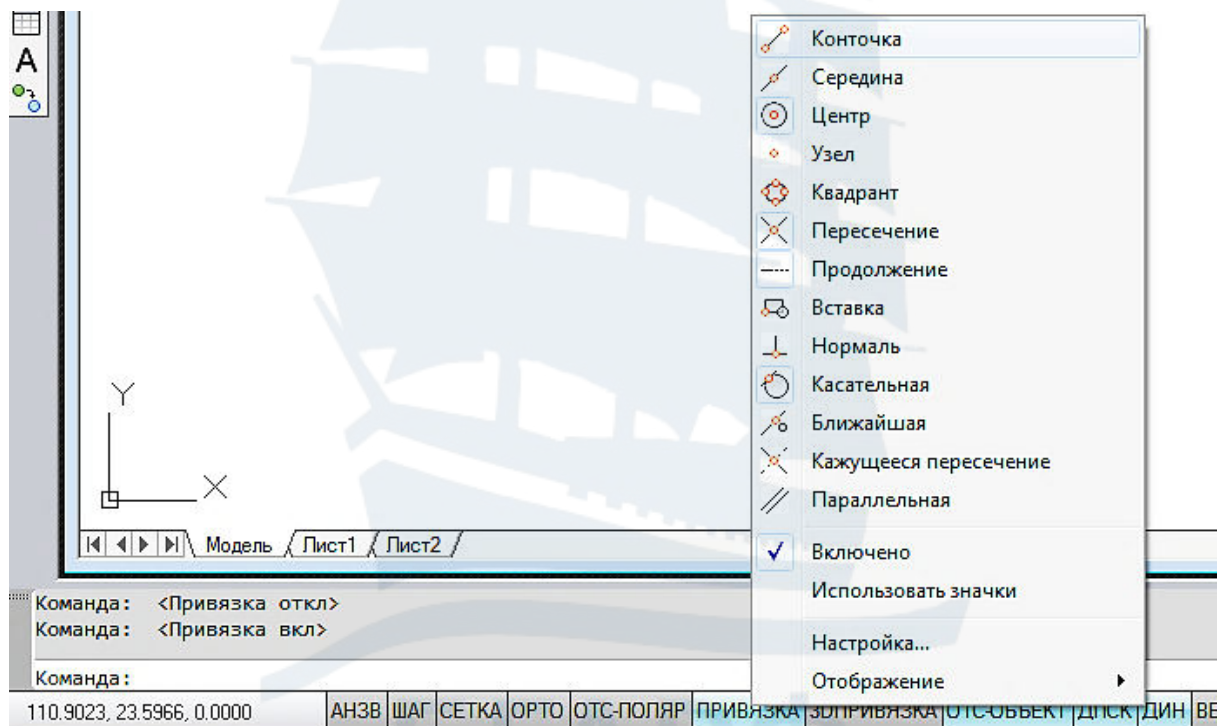 A
Конточка
Середина
Центр
Узел
Квадрант
Пересечение
Продолжение
Вставка
Нормаль
Касательная
Ближайшая
Кажущееся пересечение
Параллельная
Включено
Использовать значки
Настройка...
Отображение
Y
X
Модель Лист1 Лист2
Команда: <Привязка откл>
Команда: <Привязка вкл>
Команда:
110.9023, 23.5966, 0.0000 АНЗВ ШАГ СЕТКА ОРТО ОТС-ПОЛЯР ПРИВЯЗКА 3DПРИВЯЗКА ОТС-ОБЪЕКТ ДПСК ДИН ВЕ